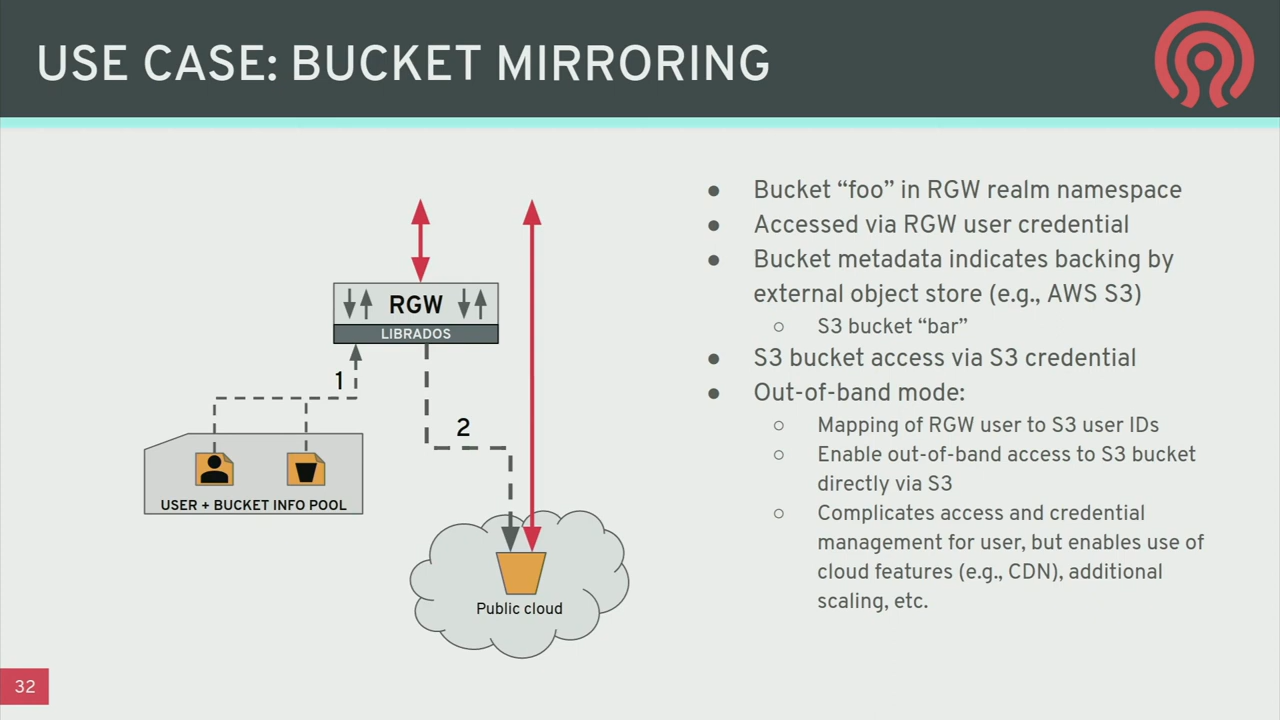 USE CASE: BUCKET MIRRORING
RGW
LIBRADOS
1
2
USER + BUCKET INFO POOL
Public cloud
● Bucket “foo” in RGW realm namespace
● Accessed via RGW user credential
● Bucket metadata indicates backing by
external object store (e.g., AWS S3)
○ S3 bucket “bar”
● S3 bucket access via S3 credential
● Out-of-band mode:
○ Mapping of RGW user to S3 user IDs
○ Enable out-of-band access to S3 bucket
directly via S3
○ Complicates access and credential
management for user, but enables use of
cloud features (e.g., CDN), additional
scaling, etc.
32